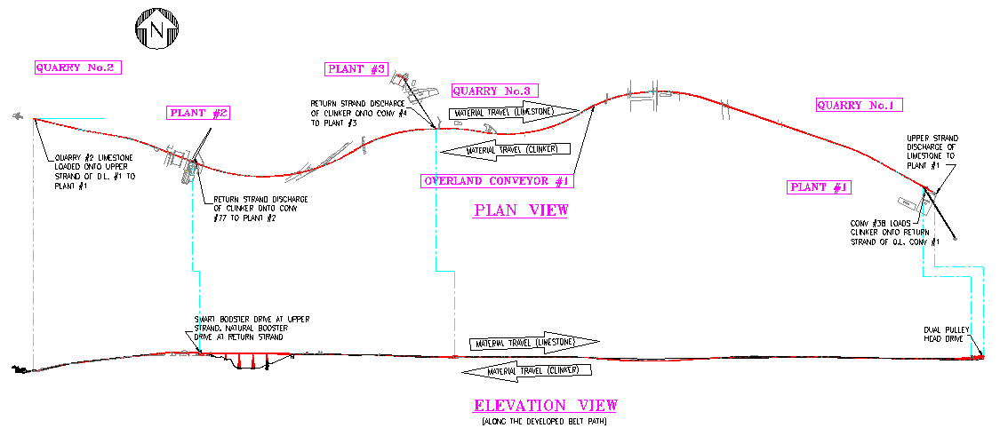 N
QUARRY No.2
PLANT #3
QUARRY No.3
RETURN STRAND DISCHARGE
OF CLINKER ONTO CONV #4
TO PLANT #3
MATERIAL TRAVEL (LIMESTONE)
QUARRY No.1
PLANT #2
MATERIAL TRAVEL (CLINKER)
UPPER STRAND
DISCHARGE OF
LIMESTONE TO
PLANT #1
QUARRY #2 LIMESTONE
LOADED ONTO UPPER
STRAND OF O.L. #1 TO
PLANT #1
OVERLAND CONVEYOR #1
PLANT #1
RETURN STRAND DISCHARGE
OF CLINKER ONTO CONV
#77 TO PLANT #2
PLAN VIEW
CONV #38 LOADS
CLINKER ONTO RETURN
STRAND OF O.L. CONV #1
SMART BOOSTER DRIVE AT UPPER
STRAND. NATURAL BOOSTER
DRIVE AT RETURN STRAND
MATERIAL TRAVEL (LIMESTONE)
DUAL PULLEY
HEAD DRIVE
MATERIAL TRAVEL (CLINKER)
ELEVATION VIEW
(ALONG THE DEVELOPED BELT PATH)